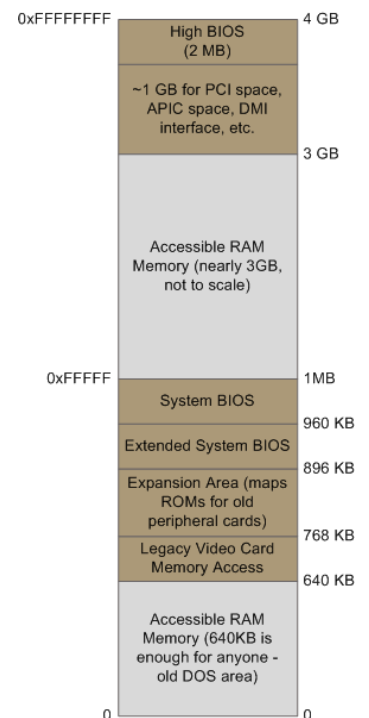 0xFFFFFFFF
4 GB
High BIOS
(2 MB)
~1 GB for PCI space,
APIC space, DMI
interface, etc.
3 GB
Accessible RAM
Memory (nearly 3GB,
not to scale)
0xFFFFF
1MB
System BIOS
960 KB
Extended System BIOS
896 KB
Expansion Area (maps
ROMs for old
peripheral cards)
768 KB
Legacy Video Card
Memory Access
640 KB
Accessible RAM
Memory (640KB is
enough for anyone -
old DOS area)
0
0